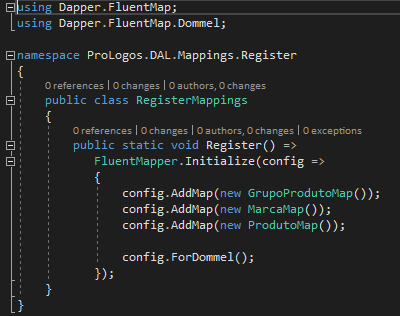 using Dapper.FluentMap;
using Dapper.FluentMap.Dommel;
namespace ProLogos.DAL.Mappings.Register
{
0 references | 0 changes | 0 authors, 0 changes
public class RegisterMappings
{
0 references | 0 changes | 0 authors, 0 changes | 0 exceptions
public static void Register() =>
FluentMapper.Initialize(config =>
{
config.AddMap(new GrupoProdutoMap());
config.AddMap(new MarcaMap());
config.AddMap(new ProdutoMap());
config.ForDommel();
});
}
}